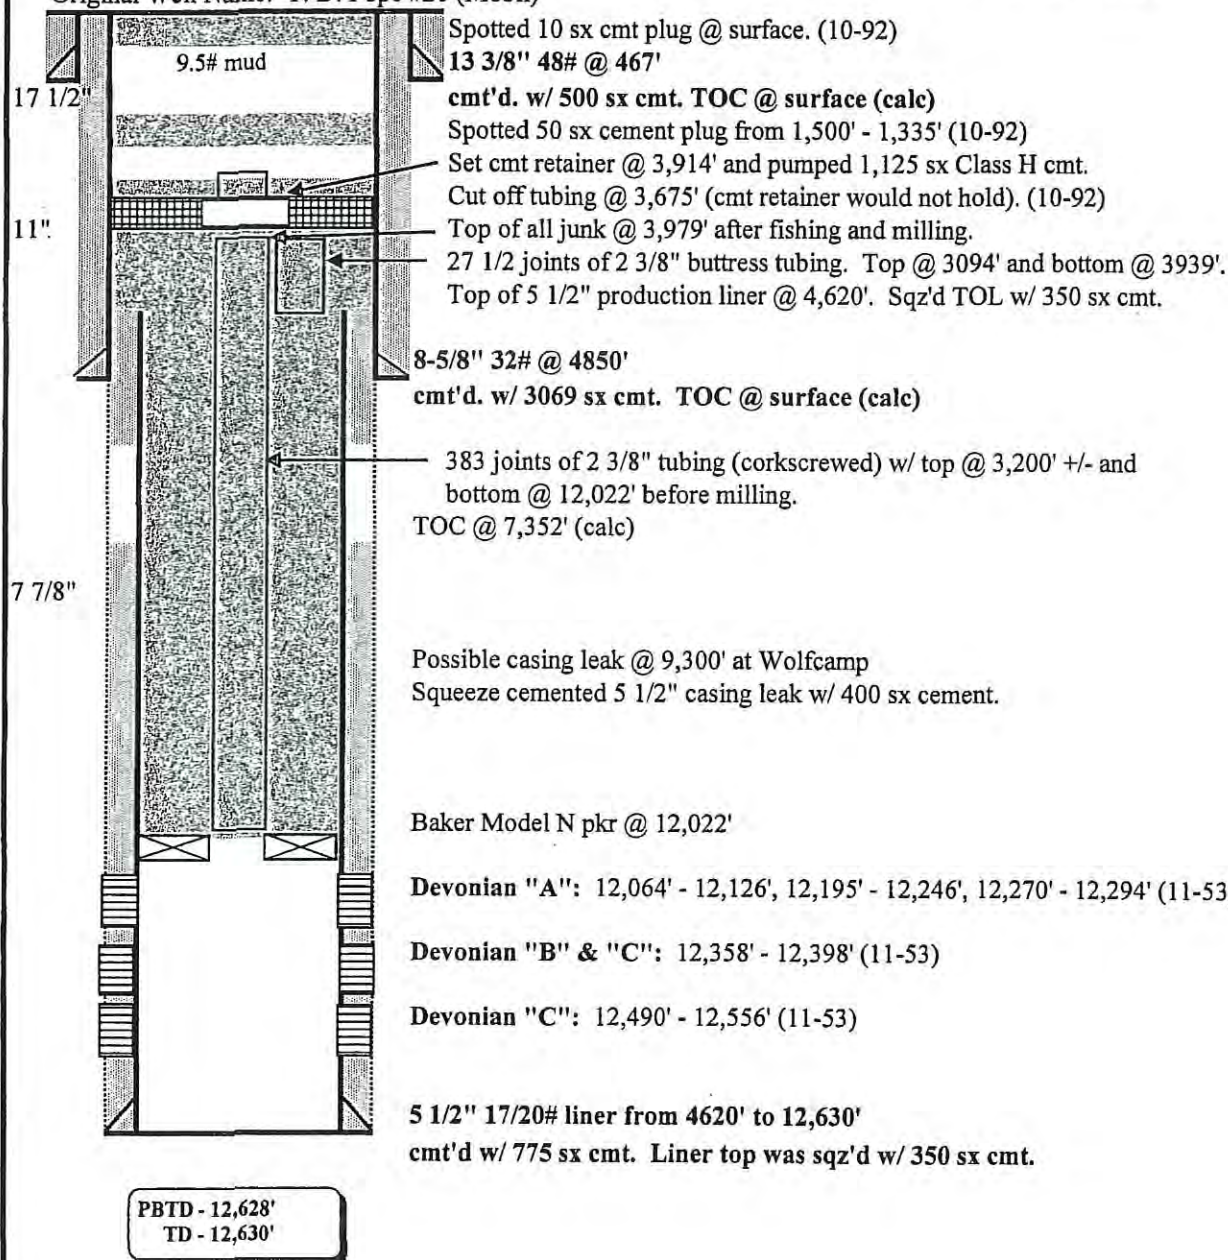 Original Well Name:
Spotted 10 sx cmt plug @ surface. (10-92)
9.5# mud
13 3/8" 48# @ 467'
17 1/2"
cmt'd. w/ 500 sx cmt. TOC @ surface (calc)
Spotted 50 sx cement plug from 1,500' - 1,335' (10-92)
Set cmt retainer @ 3,914' and pumped 1,125 sx Class H cmt.
Cut off tubing @ 3,675' (cmt retainer would not hold). (10-92)
11"
Top of all junk @ 3,979' after fishing and milling.
27 1/2 joints of 2 3/8" buttress tubing. Top @ 3094' and bottom @ 3939'.
Top of 5 1/2" production liner @ 4,620'. Sqz'd TOL w/ 350 sx cmt.
8-5/8" 32# @ 4850'
cmt'd. w/ 3069 sx cmt. TOC @ surface (calc)
383 joints of 2 3/8" tubing (corkscrewed) w/ top @ 3,200' +/- and
bottom @ 12,022' before milling.
TOC @ 7,352' (calc)
7 7/8"
Possible casing leak @ 9,300' at Wolfcamp
Squeeze cemented 5 1/2" casing leak w/ 400 sx cement.
Baker Model N pkr @ 12,022'
Devonian "A": 12,064' - 12,126', 12,195' - 12,246', 12,270' - 12,294' (11-53
Devonian "B" & "C": 12,358' - 12,398' (11-53)
Devonian "C": 12,490' - 12,556' (11-53)
5 1/2" 17/20# liner from 4620' to 12,630'
cmt'd w/ 775 sx cmt. Liner top was sqz'd w/ 350 sx cmt.
PBTD - 12,628'
TD - 12,630'